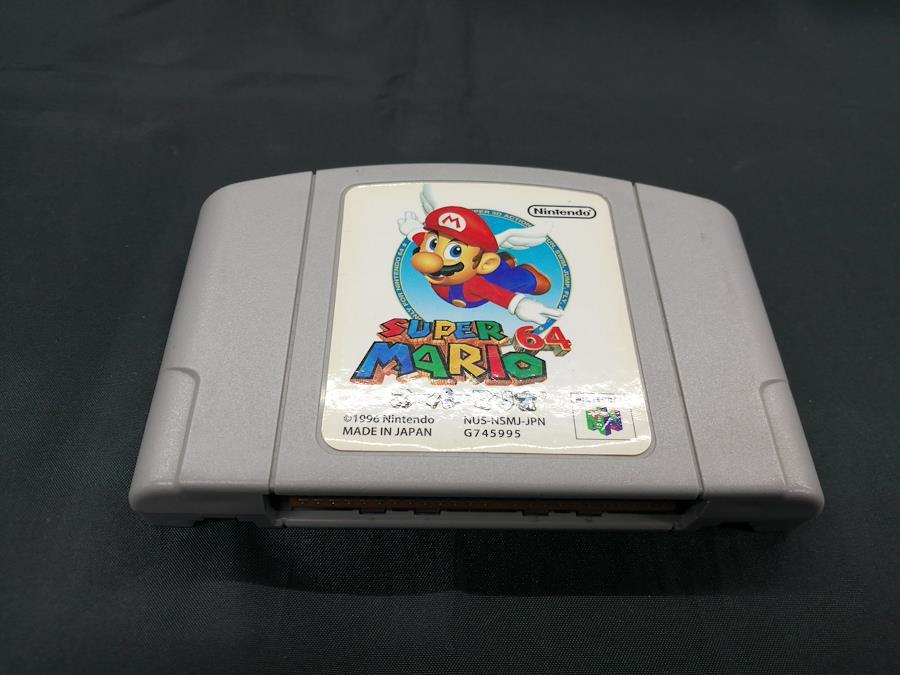 Nintendo
M
SUPER
MARIO 64
©1996 Nintendo
NUS-NSMJ-JPN
MADE IN JAPAN
G745995